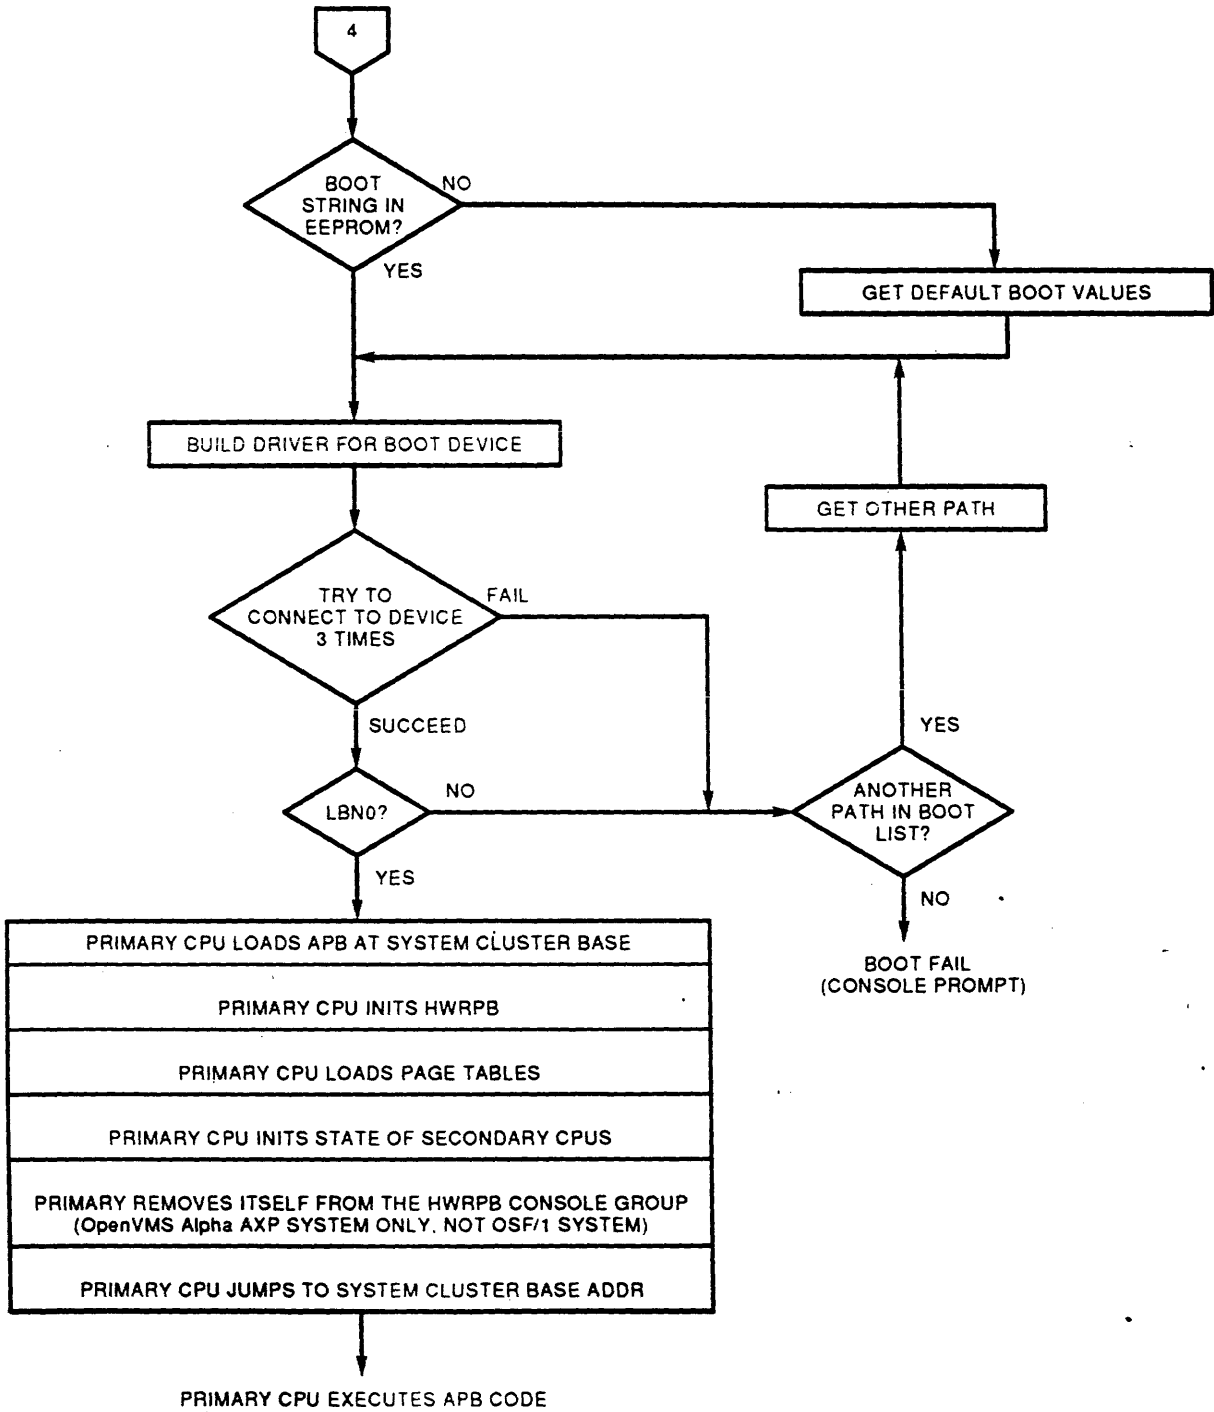 4
BOOT
STRING IN
EEPROM?
NO
YES
GET DEFAULT BOOT VALUES
BUILD DRIVER FOR BOOT DEVICE
GET OTHER PATH
TRY TO
CONNECT TO DEVICE
3 TIMES
FAIL
SUCCEED
YES
LBN0?
NO
ANOTHER
PATH IN BOOT
LIST?
YES
NO
BOOT FAIL
(CONSOLE PROMPT)
PRIMARY CPU LOADS APB AT SYSTEM CLUSTER BASE
PRIMARY CPU INITS HWRPB
PRIMARY CPU LOADS PAGE TABLES
PRIMARY CPU INITS STATE OF SECONDARY CPUS
PRIMARY REMOVES ITSELF FROM THE HWRPB CONSOLE GROUP
(OpenVMS Alpha AXP SYSTEM ONLY, NOT OSF/1 SYSTEM)
PRIMARY CPU JUMPS TO SYSTEM CLUSTER BASE ADDR
PRIMARY CPU EXECUTES APB CODE